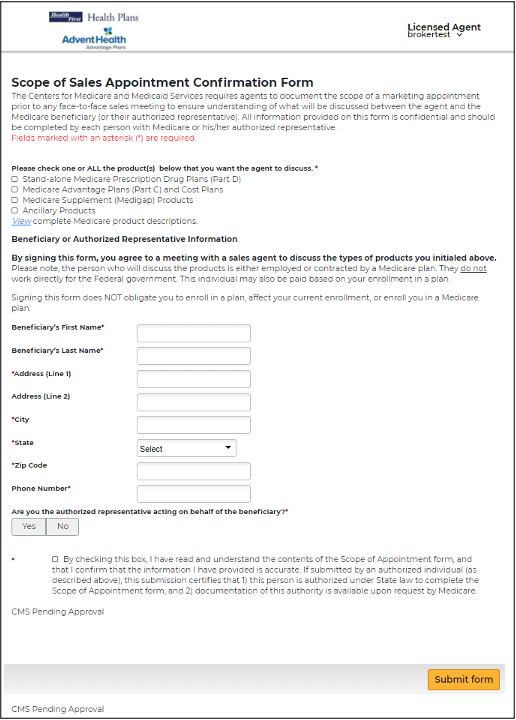 Health First Health Plans
AdventHealth
Advantage Plans
Licensed Agent
brokertest
Scope of Sales Appointment Confirmation Form
The Centers for Medicare and Medicaid Services requires agents to document the scope of a marketing appointment
prior to any face-to-face sales meeting to ensure understanding of what will be discussed between the agent and the
Medicare beneficiary (or their authorized representative). All information provided on this form is confidential and should
be completed by each person with Medicare or his/her authorized representative.
Fields marked with an asterisk (*) are required.
Please check one or ALL the product(s) below that you want the agent to discuss. *
Stand-alone Medicare Prescription Drug Plans (Part D)
Medicare Advantage Plans (Part C) and Cost Plans
Medicare Supplement (Medigap) Products
Ancillary Products
View complete Medicare product descriptions.
Beneficiary or Authorized Representative Information
By signing this form, you agree to a meeting with a sales agent to discuss the types of products you initialed above.
Please note, the person who will discuss the products is either employed or contracted by a Medicare plan. They do not
work directly for the Federal government. This individual may also be paid based on your enrollment in a plan.
Signing this form does NOT obligate you to enroll in a plan, affect your current enrollment, or enroll you in a Medicare
plan.
Beneficiary's First Name*
Beneficiary's Last Name*
*Address (Line 1)
Address (Line 2)
*City
*State
Select
*Zip Code
Phone Number*
Are you the authorized representative acting on behalf of the beneficiary?*
Yes No
* By checking this box, I have read and understand the contents of the Scope of Appointment form, and
that I confirm that the information I have provided is accurate. If submitted by an authorized individual (as
described above), this submission certifies that 1) this person is authorized under State law to complete the
Scope of Appointment form, and 2) documentation of this authority is available upon request by Medicare.
CMS Pending Approval
Submit form
CMS Pending Approval